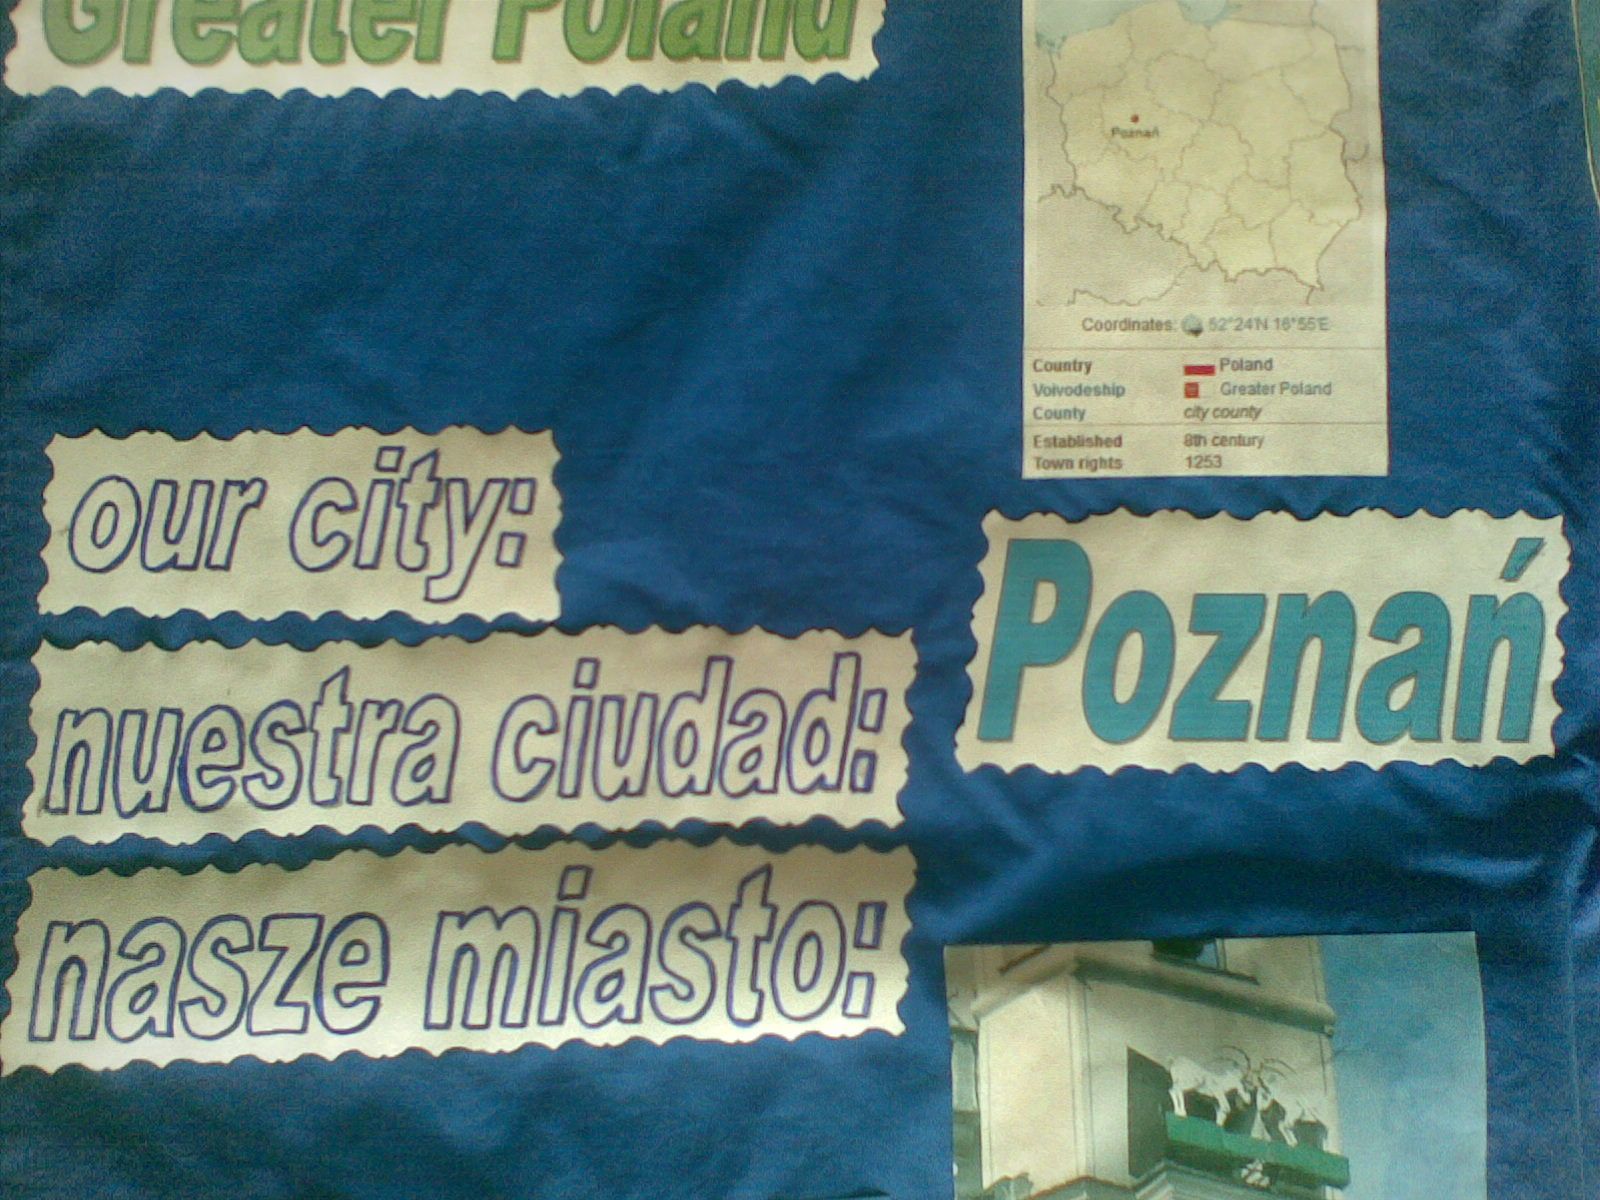 Greater Poland
Poznań
Coordinates: 52°24'N 16°55'E
Country Poland
Voivodeship Greater Poland
County city county
Established 8th century
Town rights 1253
our city:
nuestra ciudad:
nasze miasto:
Poznań